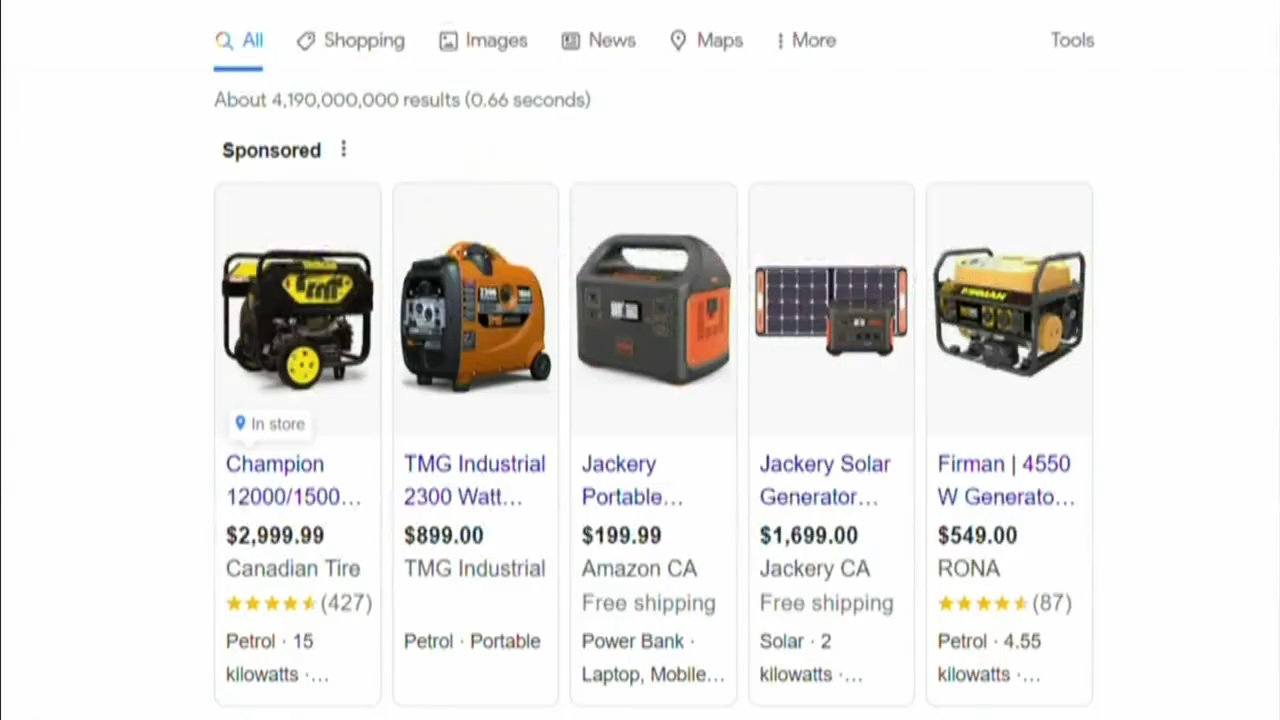 All Shopping Images News Maps More Tools
About 4,190,000,000 results (0.66 seconds)
Sponsored
In store
Champion
12000/1500...
$2,999.99
Canadian Tire
(427)
Petrol · 15
kilowatts ·...
TMG Industrial
2300 Watt...
$899.00
TMG Industrial
Petrol · Portable
Jackery
Portable...
$199.99
Amazon CA
Free shipping
Power Bank ·
Laptop, Mobile...
Jackery Solar
Generator...
$1,699.00
Jackery CA
Free shipping
Solar · 2
kilowatts ·...
FIRMAN
Firman | 4550
W Generato...
$549.00
RONA
(87)
Petrol · 4.55
kilowatts ·...